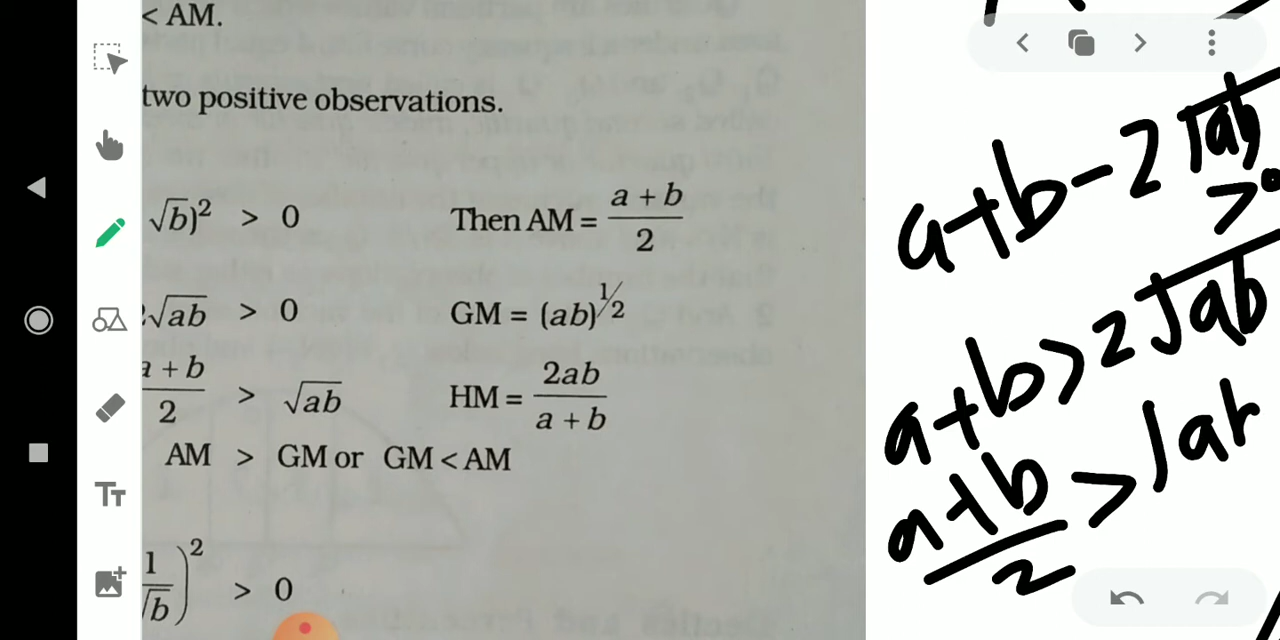 < AM.
two positive observations.
√b)² > 0 Then AM = (a + b)/2
√ab > 0 GM = (ab)^1/2
a + b / 2 > √ab HM = 2ab / (a + b)
AM > GM or GM < AM
1/√b )² > 0
a+b-2√ab
>0
a+b>2√ab
a+b / 2 > √ab
TT